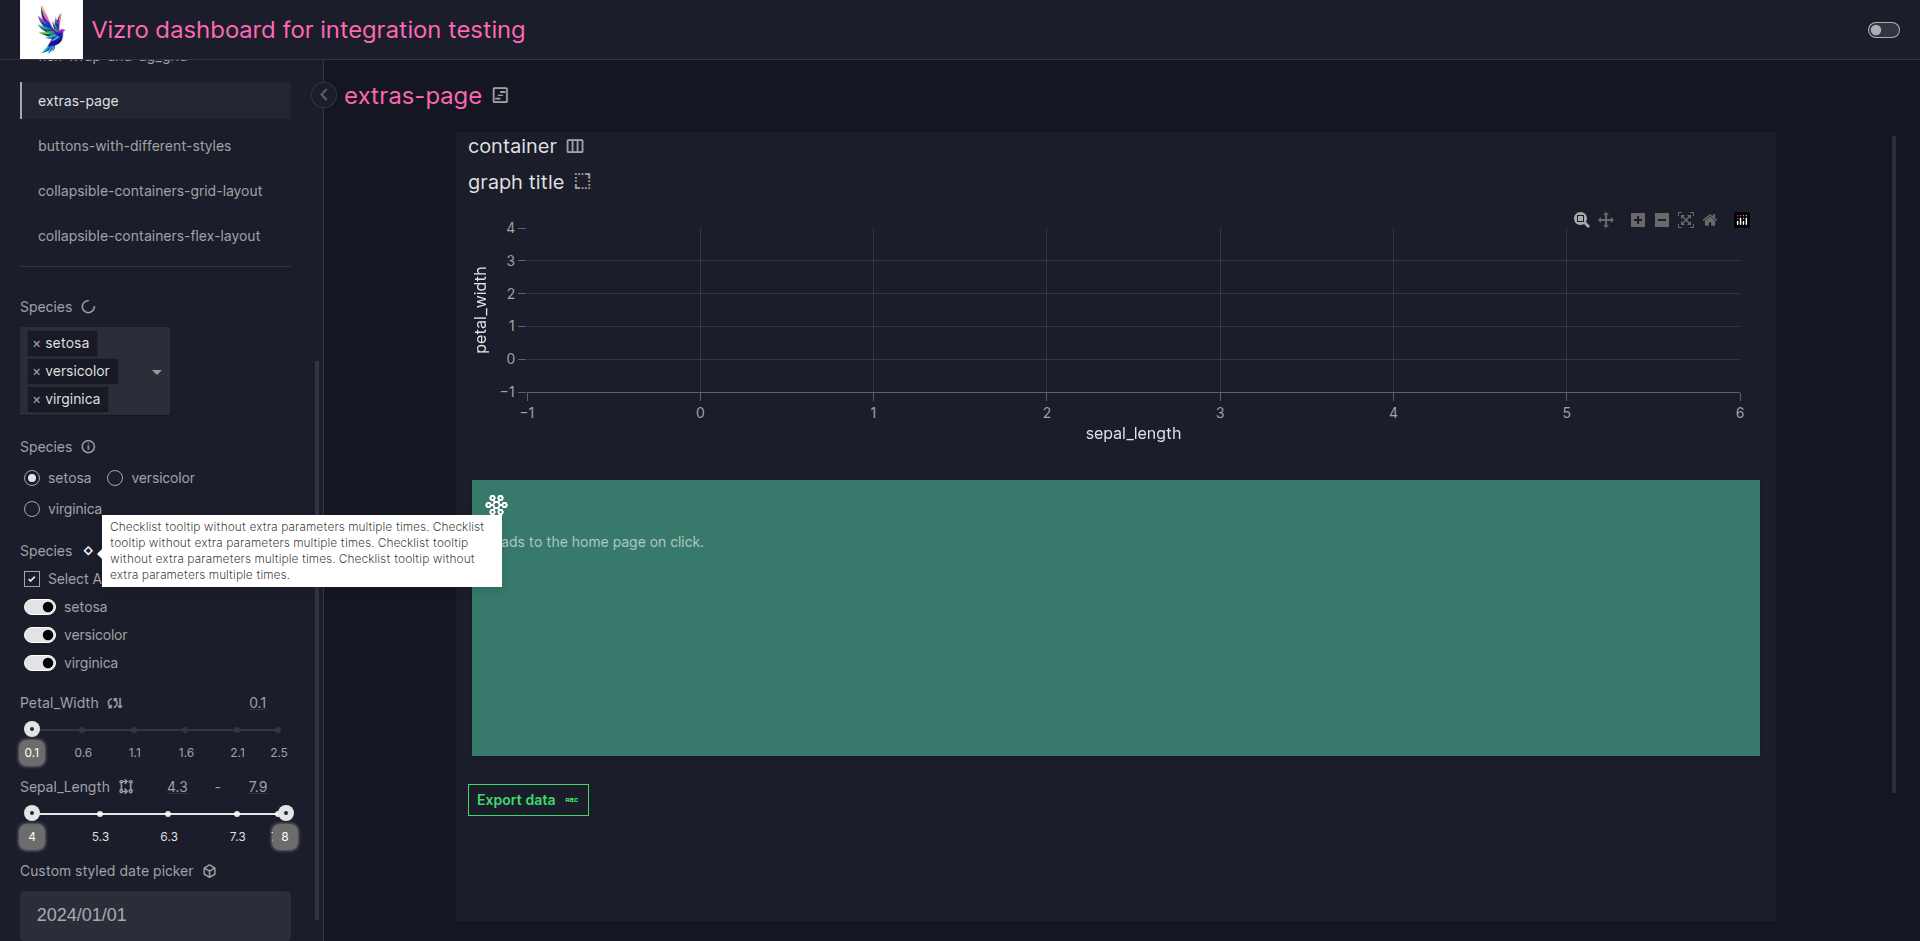 Vizro dashboard for integration testing
extras-page
buttons-with-different-styles
collapsible-containers-grid-layout
collapsible-containers-flex-layout
Species
× setosa
× versicolor
× virginica
Species
setosa
versicolor
virginica
Species
Checklist tooltip without extra parameters multiple times. Checklist
tooltip without extra parameters multiple times. Checklist tooltip
without extra parameters multiple times. Checklist tooltip without
extra parameters multiple times.
Select A
setosa
versicolor
virginica
Petal_Width
0.1
0.1 0.6 1.1 1.6 2.1 2.5
Sepal_Length
4.3 - 7.9
4 5.3 6.3 7.3 8
Custom styled date picker
2024/01/01
extras-page
container
graph title
petal_width
4
3
2
1
0
−1
−1 0 1 2 3 4 5 6
sepal_length
ads to the home page on click.
Export data ABC